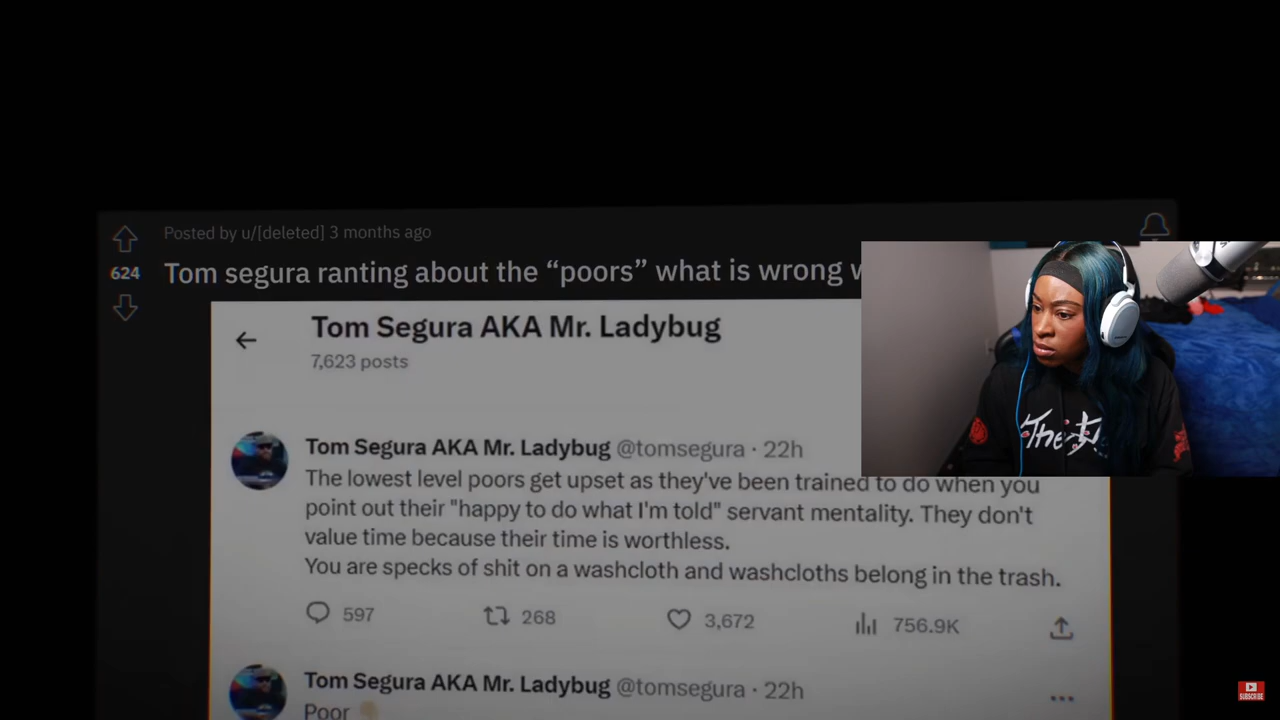 Posted by u/[deleted] 3 months ago
624
Tom segura ranting about the “poors” what is wrong
Tom Segura AKA Mr. Ladybug
7,623 posts
Tom Segura AKA Mr. Ladybug @tomsegura · 22h
The lowest level poors get upset as they've been trained to do when you
point out their "happy to do what I'm told" servant mentality. They don't
value time because their time is worthless.
You are specks of shit on a washcloth and washcloths belong in the trash.
597 268 3,672 756.9K
Tom Segura AKA Mr. Ladybug @tomsegura · 22h
Poor
SUBSCRIBE